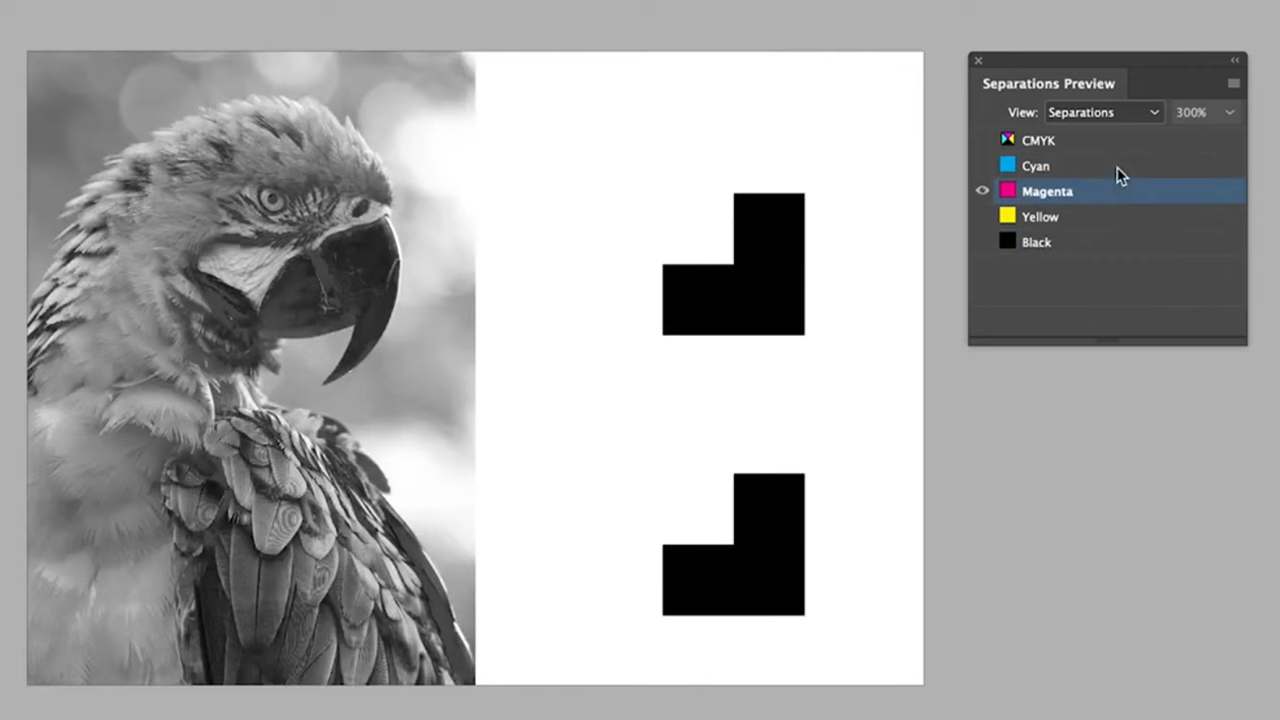 Separations Preview
View: Separations 300%
CMYK
Cyan
Magenta
Yellow
Black